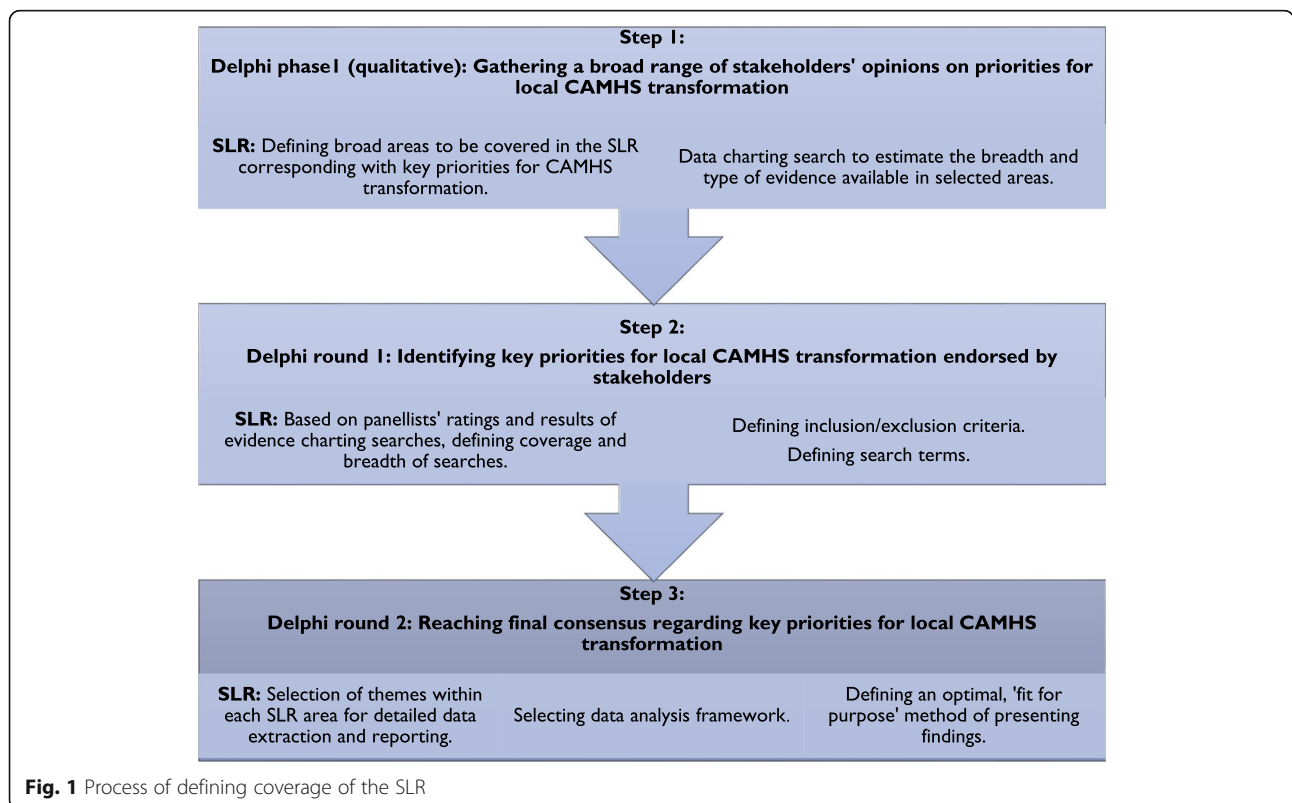 Step 1:
Delphi phase1 (qualitative): Gathering a broad range of stakeholders' opinions on priorities for
local CAMHS transformation
SLR: Defining broad areas to be covered in the SLR
corresponding with key priorities for CAMHS
transformation.
Data charting search to estimate the breadth and
type of evidence available in selected areas.
Step 2:
Delphi round 1: Identifying key priorities for local CAMHS transformation endorsed by
stakeholders
SLR: Based on panellists' ratings and results of
evidence charting searches, defining coverage and
breadth of searches.
Defining inclusion/exclusion criteria.
Defining search terms.
Step 3:
Delphi round 2: Reaching final consensus regarding key priorities for local CAMHS
transformation
SLR: Selection of themes within
each SLR area for detailed data
extraction and reporting.
Selecting data analysis framework.
Defining an optimal, 'fit for
purpose' method of presenting
findings.
Fig. 1 Process of defining coverage of the SLR